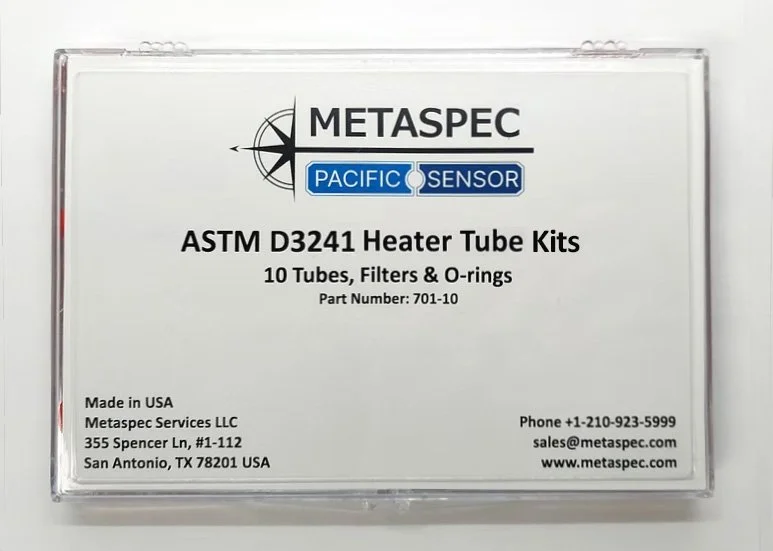 METASPEC
PACIFIC SENSOR
ASTM D3241 Heater Tube Kits
10 Tubes, Filters & O-rings
Part Number: 701-10
Made in USA
Metaspec Services LLC
355 Spencer Ln, #1-112
San Antonio, TX 78201 USA
Phone +1-210-923-5999
sales@metaspec.com
www.metaspec.com